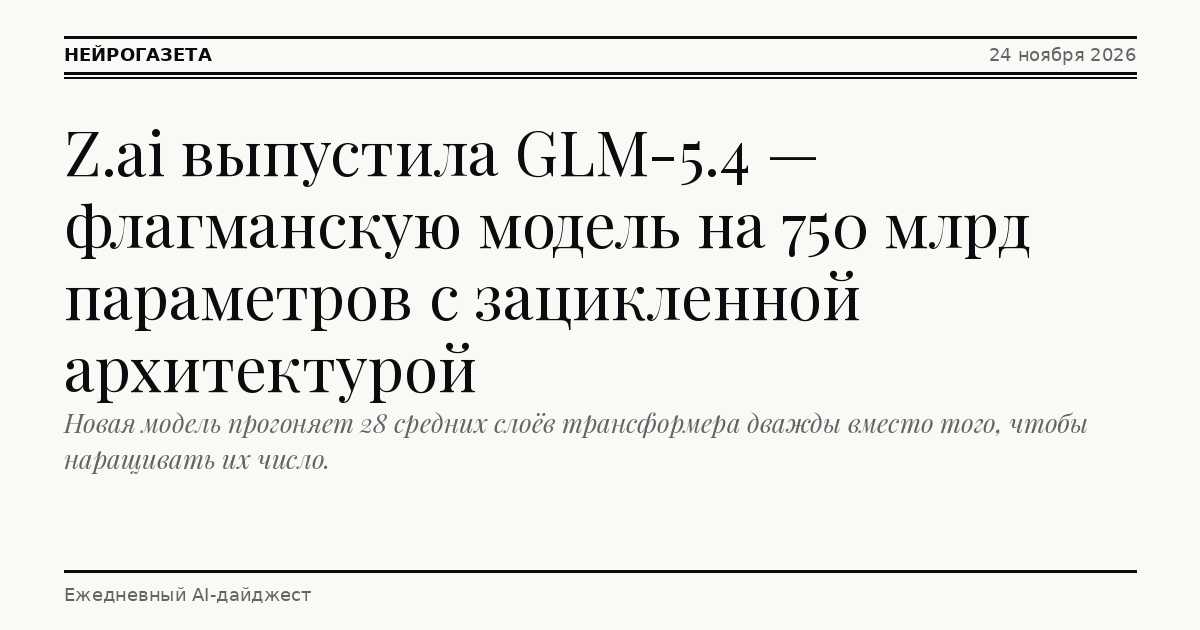 НЕЙРОГАЗЕТА
24 ноября 2026
Z.ai выпустила GLM-5.4 —
флагманскую модель на 750 млрд
параметров с зацикленной
архитектурой
Новая модель прогоняет 28 средних слоёв трансформера дважды вместо того, чтобы
наращивать их число.
Ежедневный AI-дайджест